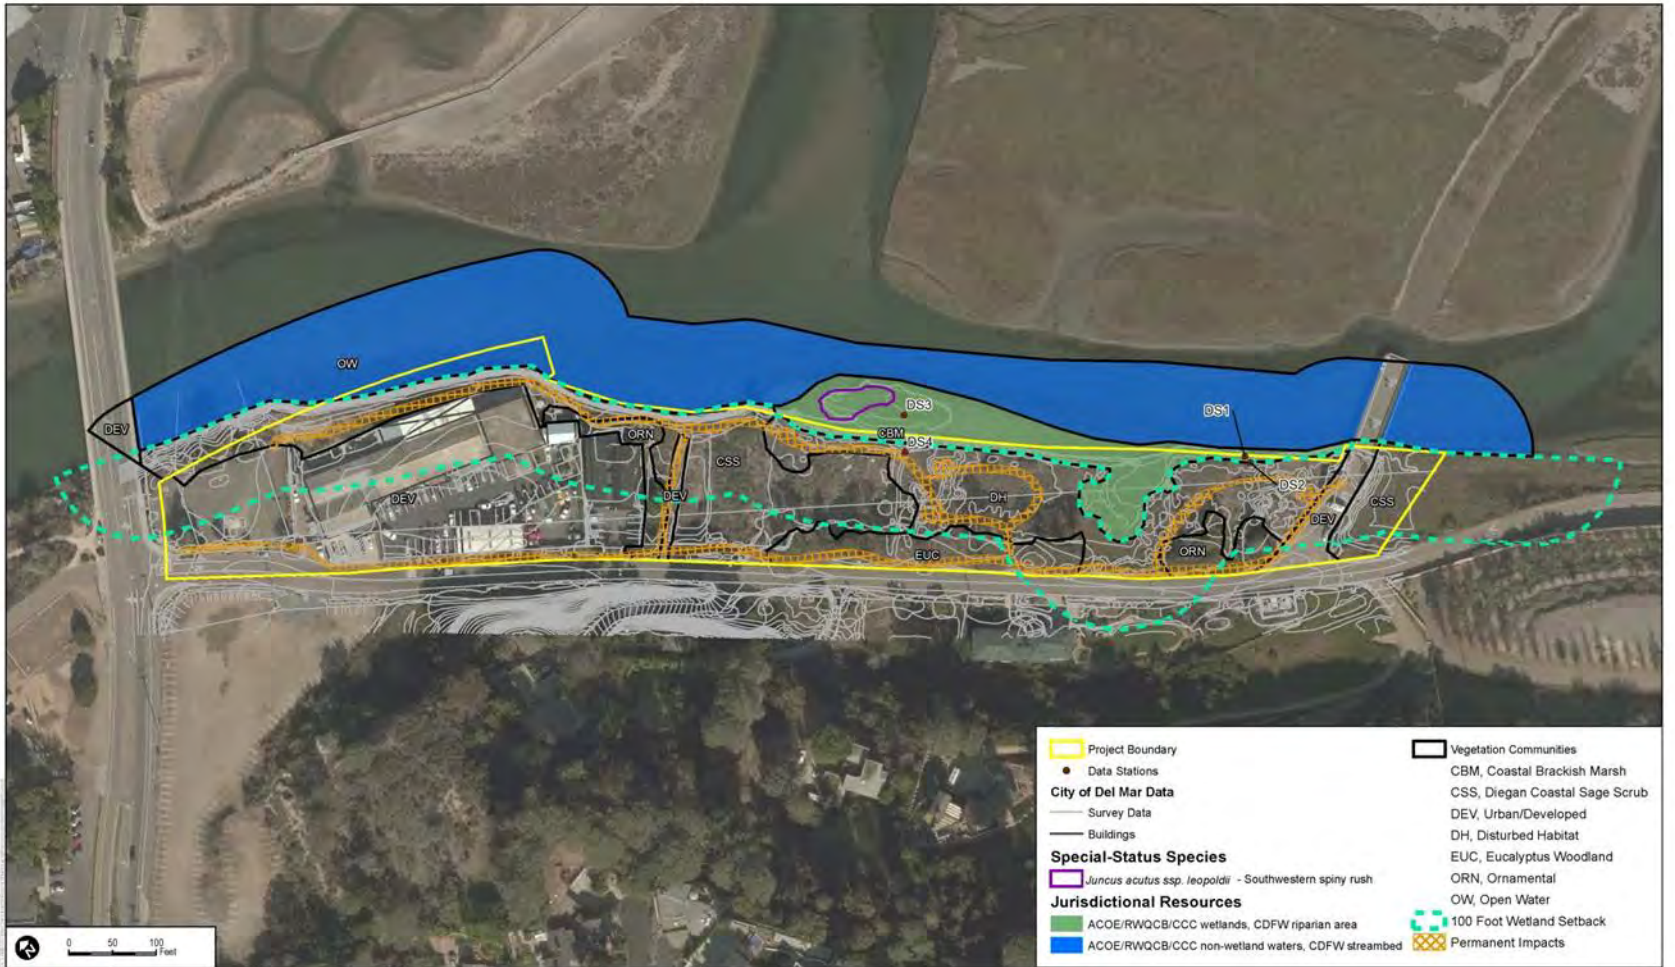 OW
DEV
DS3
DS1
ORN
CBM
DS4
CSS
DS2
DEV
DEV
DH
DEV
CSS
EUC
ORN
Project Boundary
Data Stations
City of Del Mar Data
Survey Data
Buildings
Special-Status Species
Juncus acutus ssp. leopoldii - Southwestern spiny rush
Jurisdictional Resources
ACOE/RWQCB/CCC wetlands, CDFW riparian area
ACOE/RWQCB/CCC non-wetland waters, CDFW streambed
Vegetation Communities
CBM, Coastal Brackish Marsh
CSS, Diegan Coastal Sage Scrub
DEV, Urban/Developed
DH, Disturbed Habitat
EUC, Eucalyptus Woodland
ORN, Ornamental
OW, Open Water
100 Foot Wetland Setback
Permanent Impacts
0 50 100
Feet